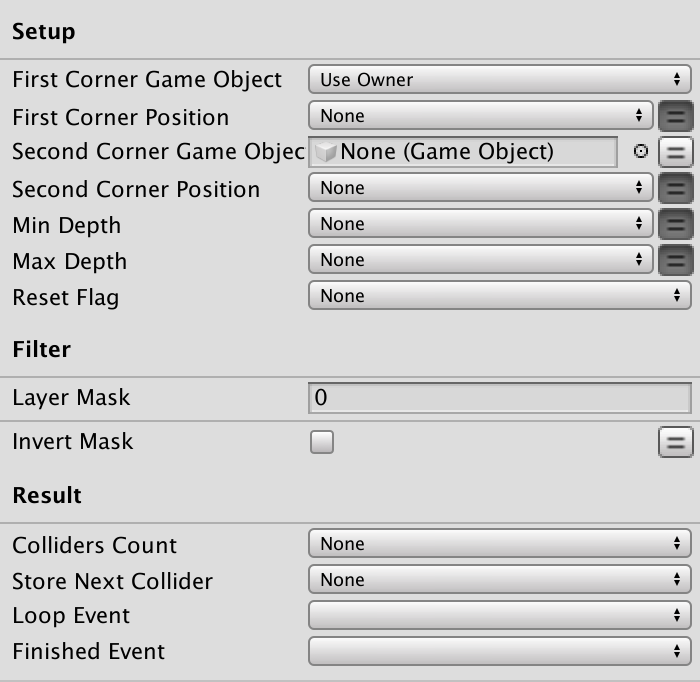 Setup
First Corner Game Object Use Owner
First Corner Position None
Second Corner Game Objec None (Game Object)
Second Corner Position None
Min Depth None
Max Depth None
Reset Flag None
Filter
Layer Mask 0
Invert Mask
Result
Colliders Count None
Store Next Collider None
Loop Event
Finished Event